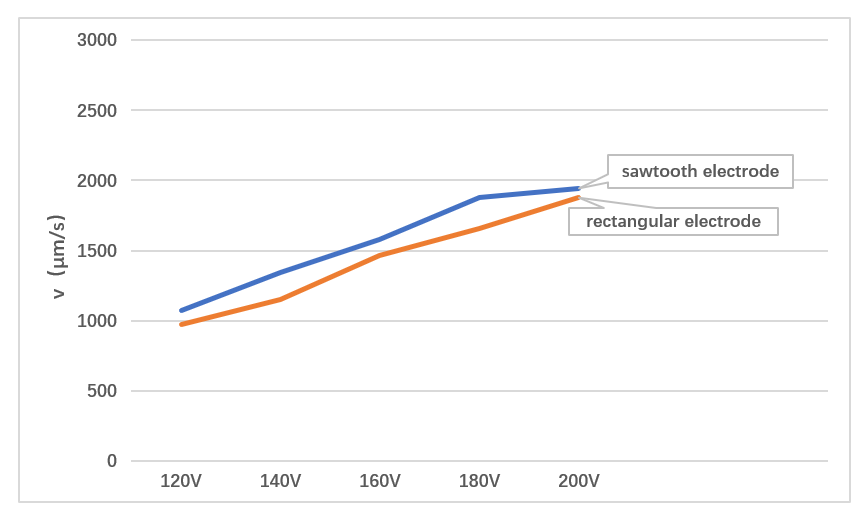 3000
2500
2000
1500
1000
500
0
v (μm/s)
sawtooth electrode
rectangular electrode
120V 140V 160V 180V 200V